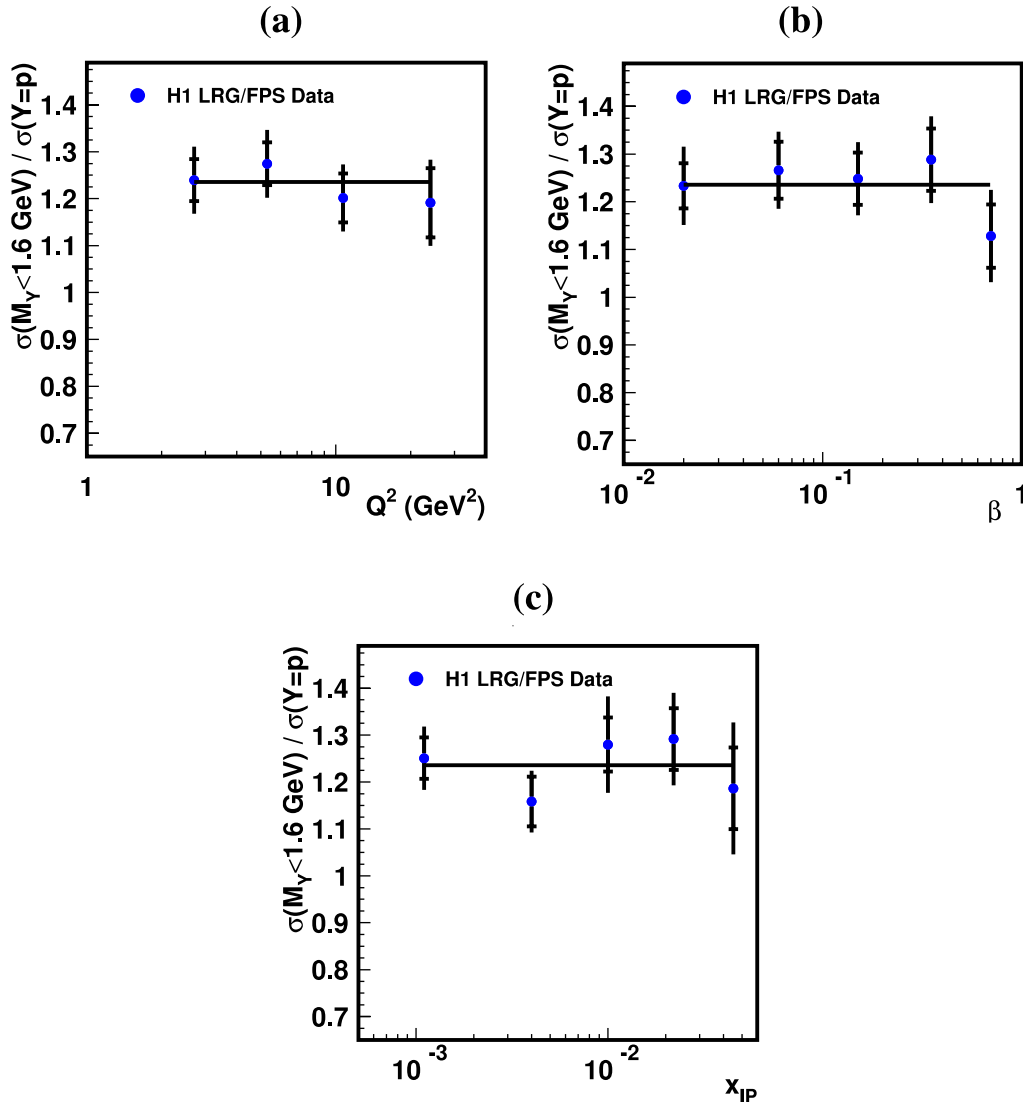 (a)
σ(M_Y<1.6 GeV) / σ(Y=p)
H1 LRG/FPS Data
1.4
1.3
1.2
1.1
1
0.9
0.8
0.7
1
10
Q² (GeV²)
(b)
σ(M_Y<1.6 GeV) / σ(Y=p)
H1 LRG/FPS Data
1.4
1.3
1.2
1.1
1
0.9
0.8
0.7
10⁻²
10⁻¹
1
β
(c)
σ(M_Y<1.6 GeV) / σ(Y=p)
H1 LRG/FPS Data
1.4
1.3
1.2
1.1
1
0.9
0.8
0.7
10⁻³
10⁻²
x_IP